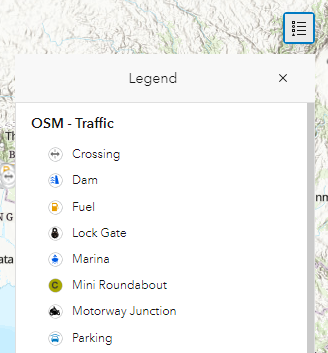 Legend
OSM - Traffic
Crossing
Dam
Fuel
Lock Gate
Marina
C Mini Roundabout
Motorway Junction
P Parking